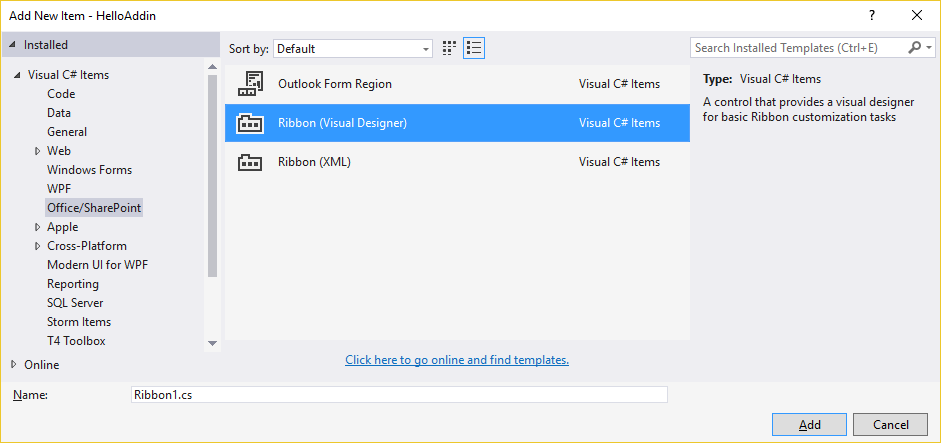 Add New Item - HelloAddin
?
Installed
Sort by: Default
Search Installed Templates (Ctrl+E)
Visual C# Items
Code
Data
General
Web
Windows Forms
WPF
Office/SharePoint
Apple
Cross-Platform
Modern UI for WPF
Reporting
SQL Server
Storm Items
T4 Toolbox
Online
Outlook Form Region Visual C# Items
Ribbon (Visual Designer) Visual C# Items
Ribbon (XML) Visual C# Items
Click here to go online and find templates.
Type: Visual C# Items
A control that provides a visual designer
for basic Ribbon customization tasks
Name: Ribbon1.cs
Add Cancel